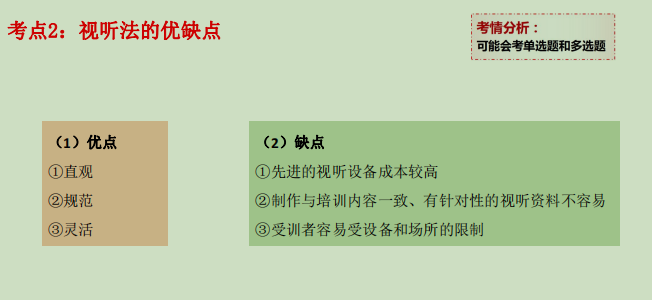 考点2：视听法的优缺点
考情分析：
可能会考单选题和多选题
（1）优点
①直观
②规范
③灵活
（2）缺点
①先进的视听设备成本较高
②制作与培训内容一致、有针对性的视听资料不容易
③受训者容易受设备和场所的限制